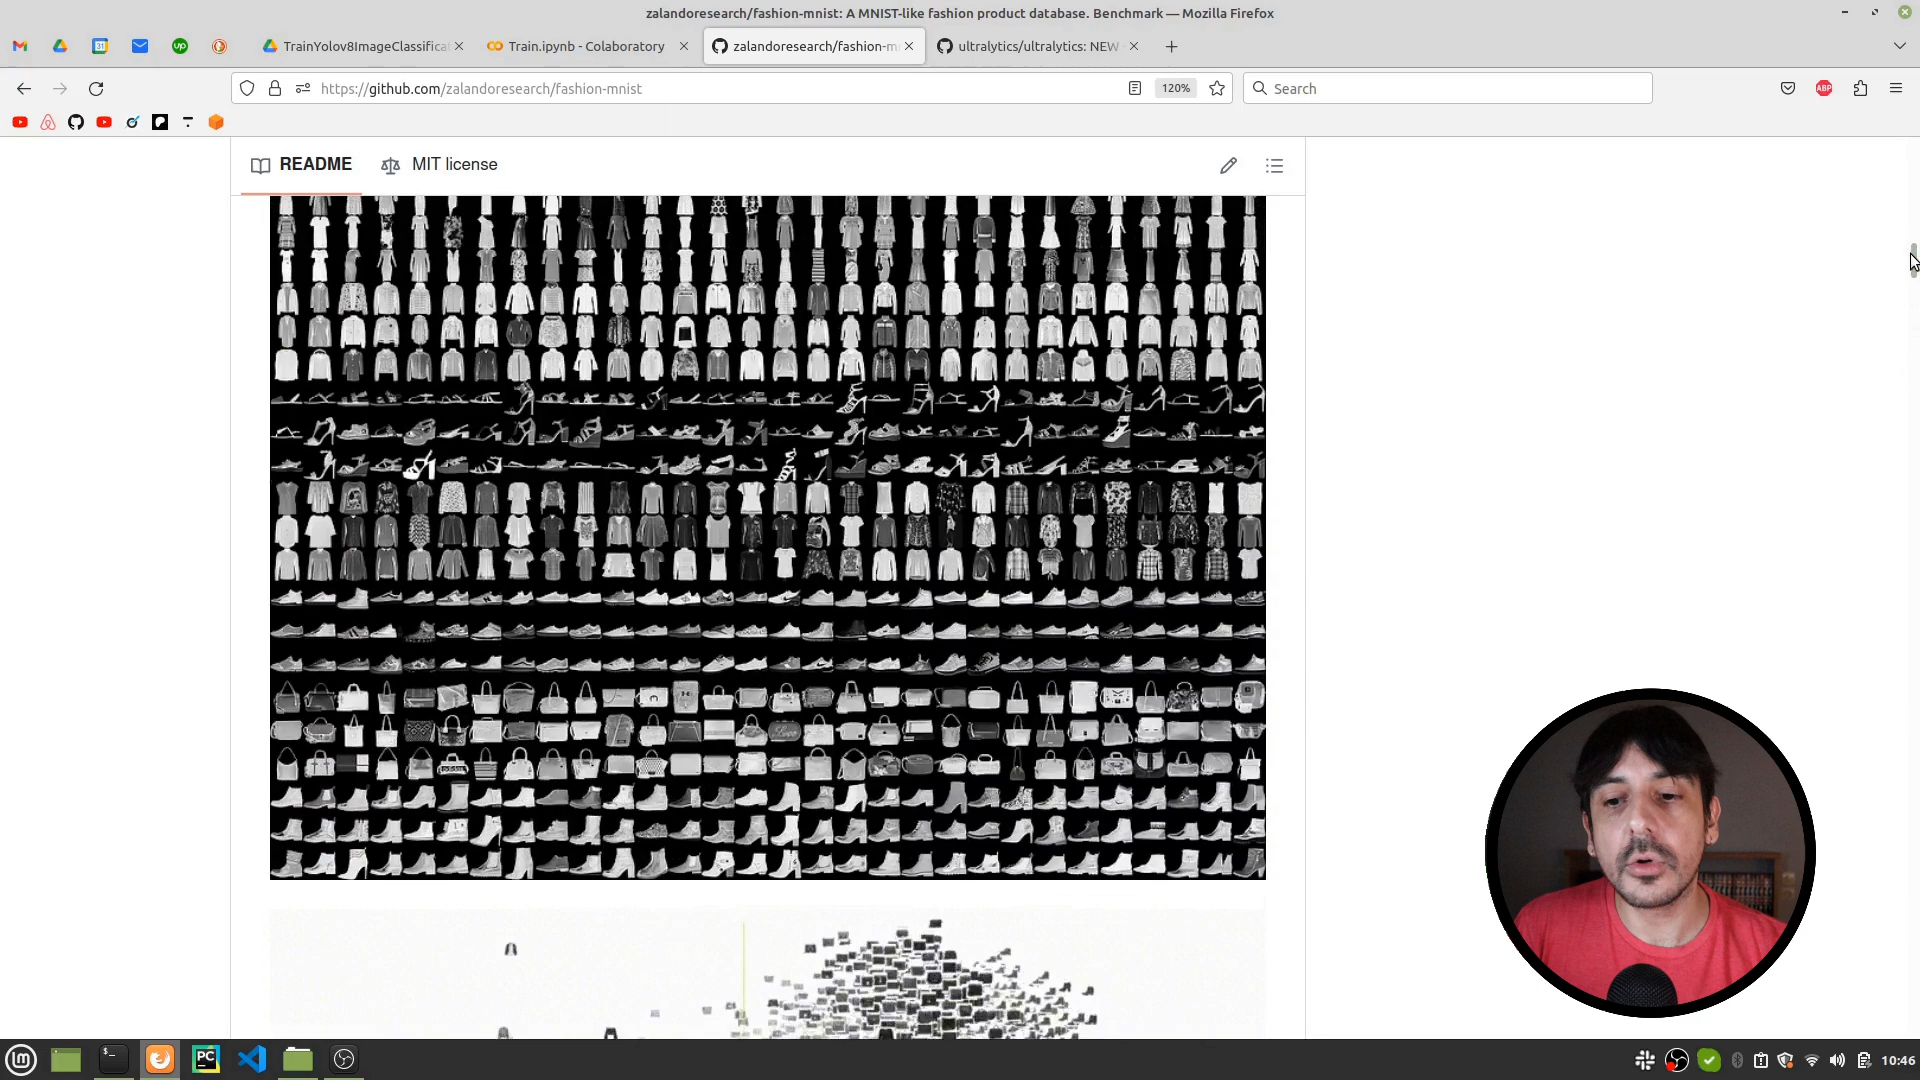 zalandoresearch/fashion-mnist: A MNIST-like fashion product database. Benchmark — Mozilla Firefox
TrainYolov8ImageClassifica
Train.ipynb - Colaboratory
zalandoresearch/fashion-m
ultralytics/ultralytics: NEW
https://github.com/zalandoresearch/fashion-mnist
120%
Search
ABP
README
MIT license
10:46